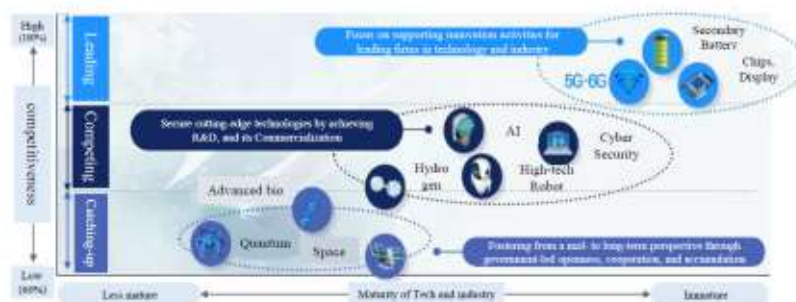 High
(100%)
competitiveness
Low
(60%)
Leading
Competing
Catching-up
Focus on supporting innovation activities for
leading firms in technology and industry
Secondary
Battery
Chips,
Display
5G-6G
Secure cutting-edge technologies by achieving
R&D, and its Commercialization
AI
Cyber
Security
Hydro
gen
High-tech
Robot
Advanced bio
Quantum
Space
Fostering from a mid- to long-term perspective through
government-led openness, cooperation, and accumulation
Less mature
Maturity of Tech and industry
Immature